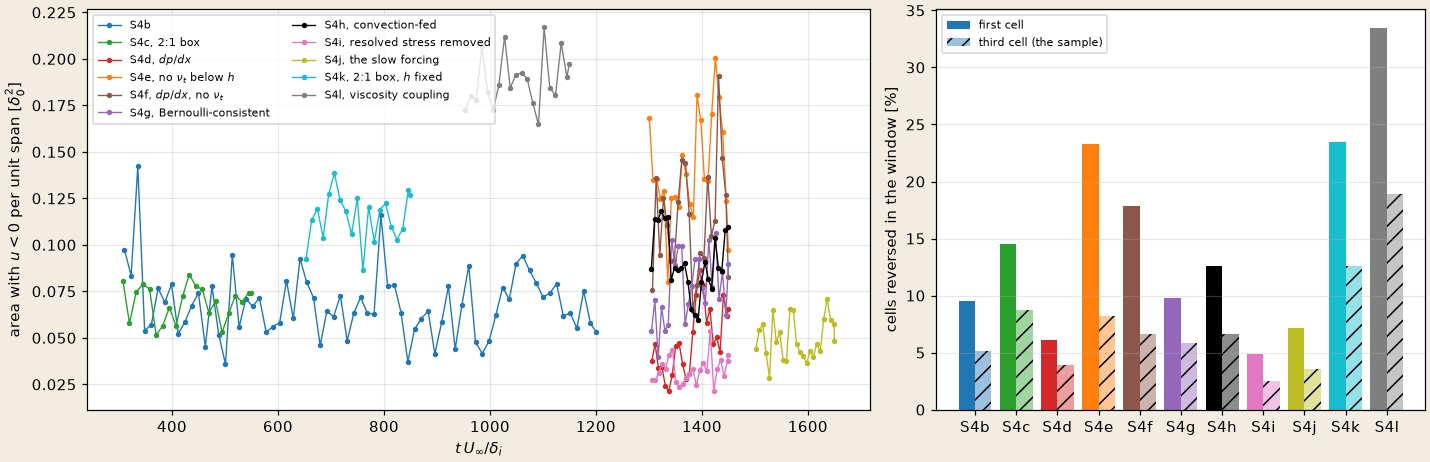 0.225
0.200
0.175
0.150
0.125
0.100
0.075
0.050
0.025
area with u < 0 per unit span [δ₀²]
S4b
S4c, 2:1 box
S4d, dp/dx
S4e, no νₜ below h
S4f, dp/dx, no νₜ
S4g, Bernoulli-consistent
S4h, convection-fed
S4i, resolved stress removed
S4j, the slow forcing
S4k, 2:1 box, h fixed
S4l, viscosity coupling
400 600 800 1000 1200 1400 1600
t U∞/δᵢ
35
30
25
20
15
10
5
0
cells reversed in the window [%]
first cell
third cell (the sample)
S4b S4c S4d S4e S4f S4g S4h S4i S4j S4k S4l